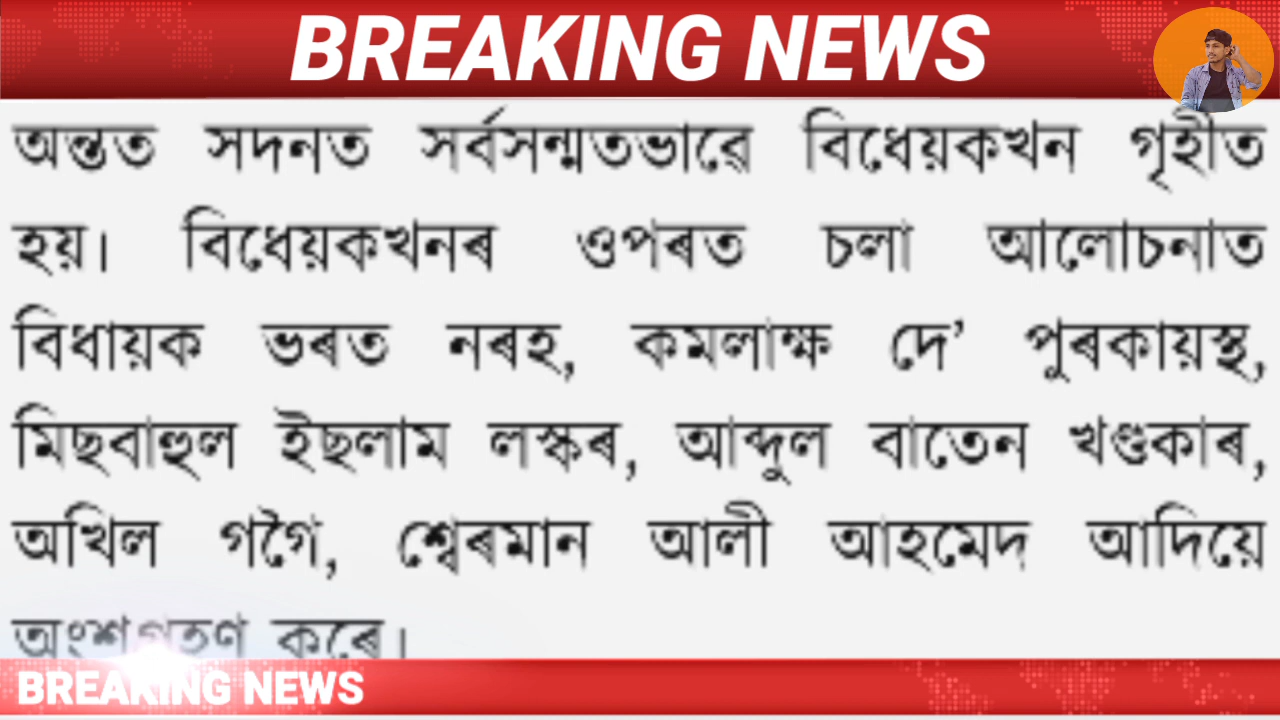 BREAKING NEWS
অন্তত সদনত সৰ্বসন্মতভাৱে বিধেয়কখন গৃহীত
হয়। বিধেয়কখনৰ ওপৰত চলা আলোচনাত
বিধায়ক ভৰত নৰহ, কমলাক্ষ দে’ পুৰকায়স্থ,
মিছবাহুল ইছলাম লস্কৰ, আব্দুল বাতেন খণ্ডকাৰ,
অখিল গগৈ, শ্বেৰমান আলী আহমেদ আদিয়ে
অংশগ্ৰহণ কৰে।
BREAKING NEWS